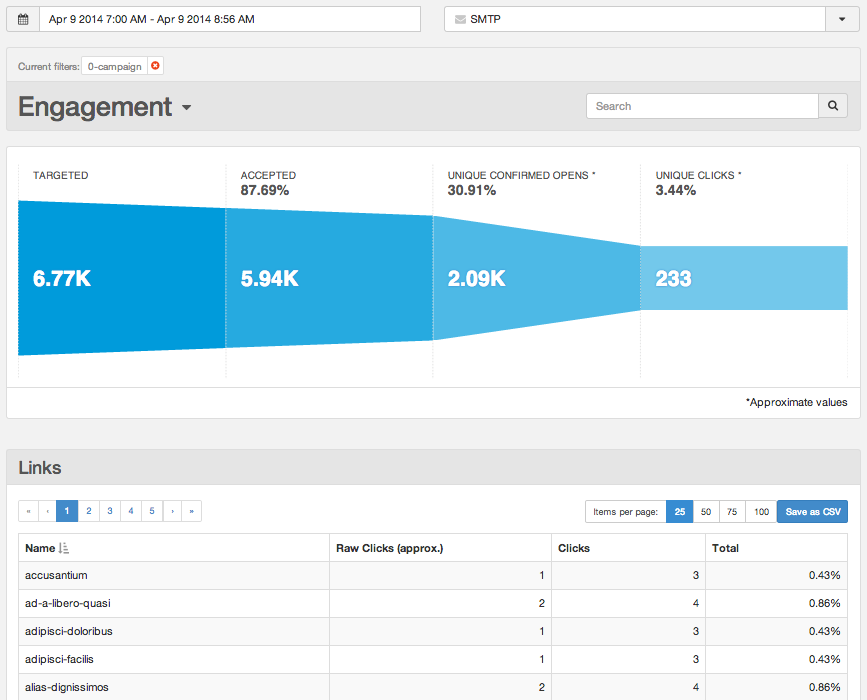 Apr 9 2014 7:00 AM - Apr 9 2014 8:56 AM
SMTP
Current filters: 0-campaign
Engagement
Search
TARGETED
ACCEPTED
87.69%
UNIQUE CONFIRMED OPENS *
30.91%
UNIQUE CLICKS *
3.44%
6.77K
5.94K
2.09K
233
*Approximate values
Links
« ‹ 1 2 3 4 5 › »
Items per page: 25 50 75 100 Save as CSV
Name Raw Clicks (approx.) Clicks Total
accusantium 1 3 0.43%
ad-a-libero-quasi 2 4 0.86%
adipisci-doloribus 1 3 0.43%
adipisci-facilis 1 3 0.43%
alias-dignissimos 2 4 0.86%